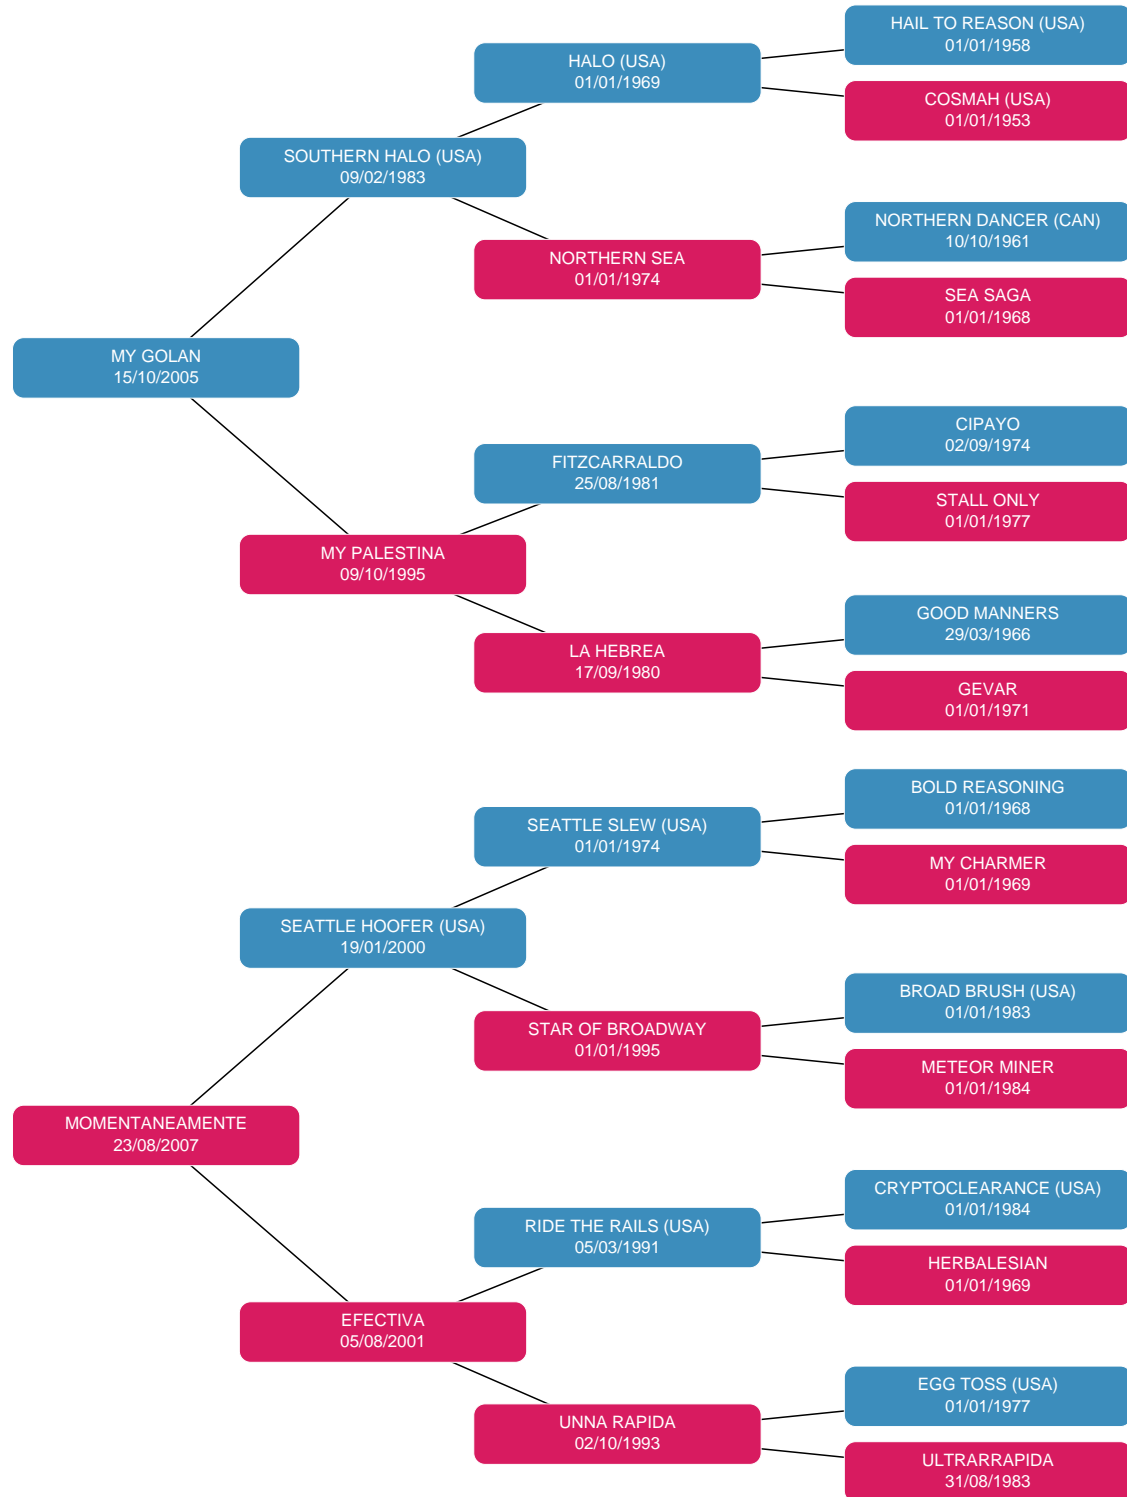 HAIL TO REASON (USA)
01/01/1958
HALO (USA)
01/01/1969
COSMAH (USA)
01/01/1953
SOUTHERN HALO (USA)
09/02/1983
NORTHERN DANCER (CAN)
10/10/1961
NORTHERN SEA
01/01/1974
SEA SAGA
01/01/1968
MY GOLAN
15/10/2005
CIPAYO
02/09/1974
FITZCARRALDO
25/08/1981
STALL ONLY
01/01/1977
MY PALESTINA
09/10/1995
GOOD MANNERS
29/03/1966
LA HEBREA
17/09/1980
GEVAR
01/01/1971
BOLD REASONING
01/01/1968
SEATTLE SLEW (USA)
01/01/1974
MY CHARMER
01/01/1969
SEATTLE HOOFER (USA)
19/01/2000
BROAD BRUSH (USA)
01/01/1983
STAR OF BROADWAY
01/01/1995
METEOR MINER
01/01/1984
MOMENTANEAMENTE
23/08/2007
CRYPTOCLEARANCE (USA)
01/01/1984
RIDE THE RAILS (USA)
05/03/1991
HERBALESIAN
01/01/1969
EFECTIVA
05/08/2001
EGG TOSS (USA)
01/01/1977
UNNA RAPIDA
02/10/1993
ULTRARRAPIDA
31/08/1983